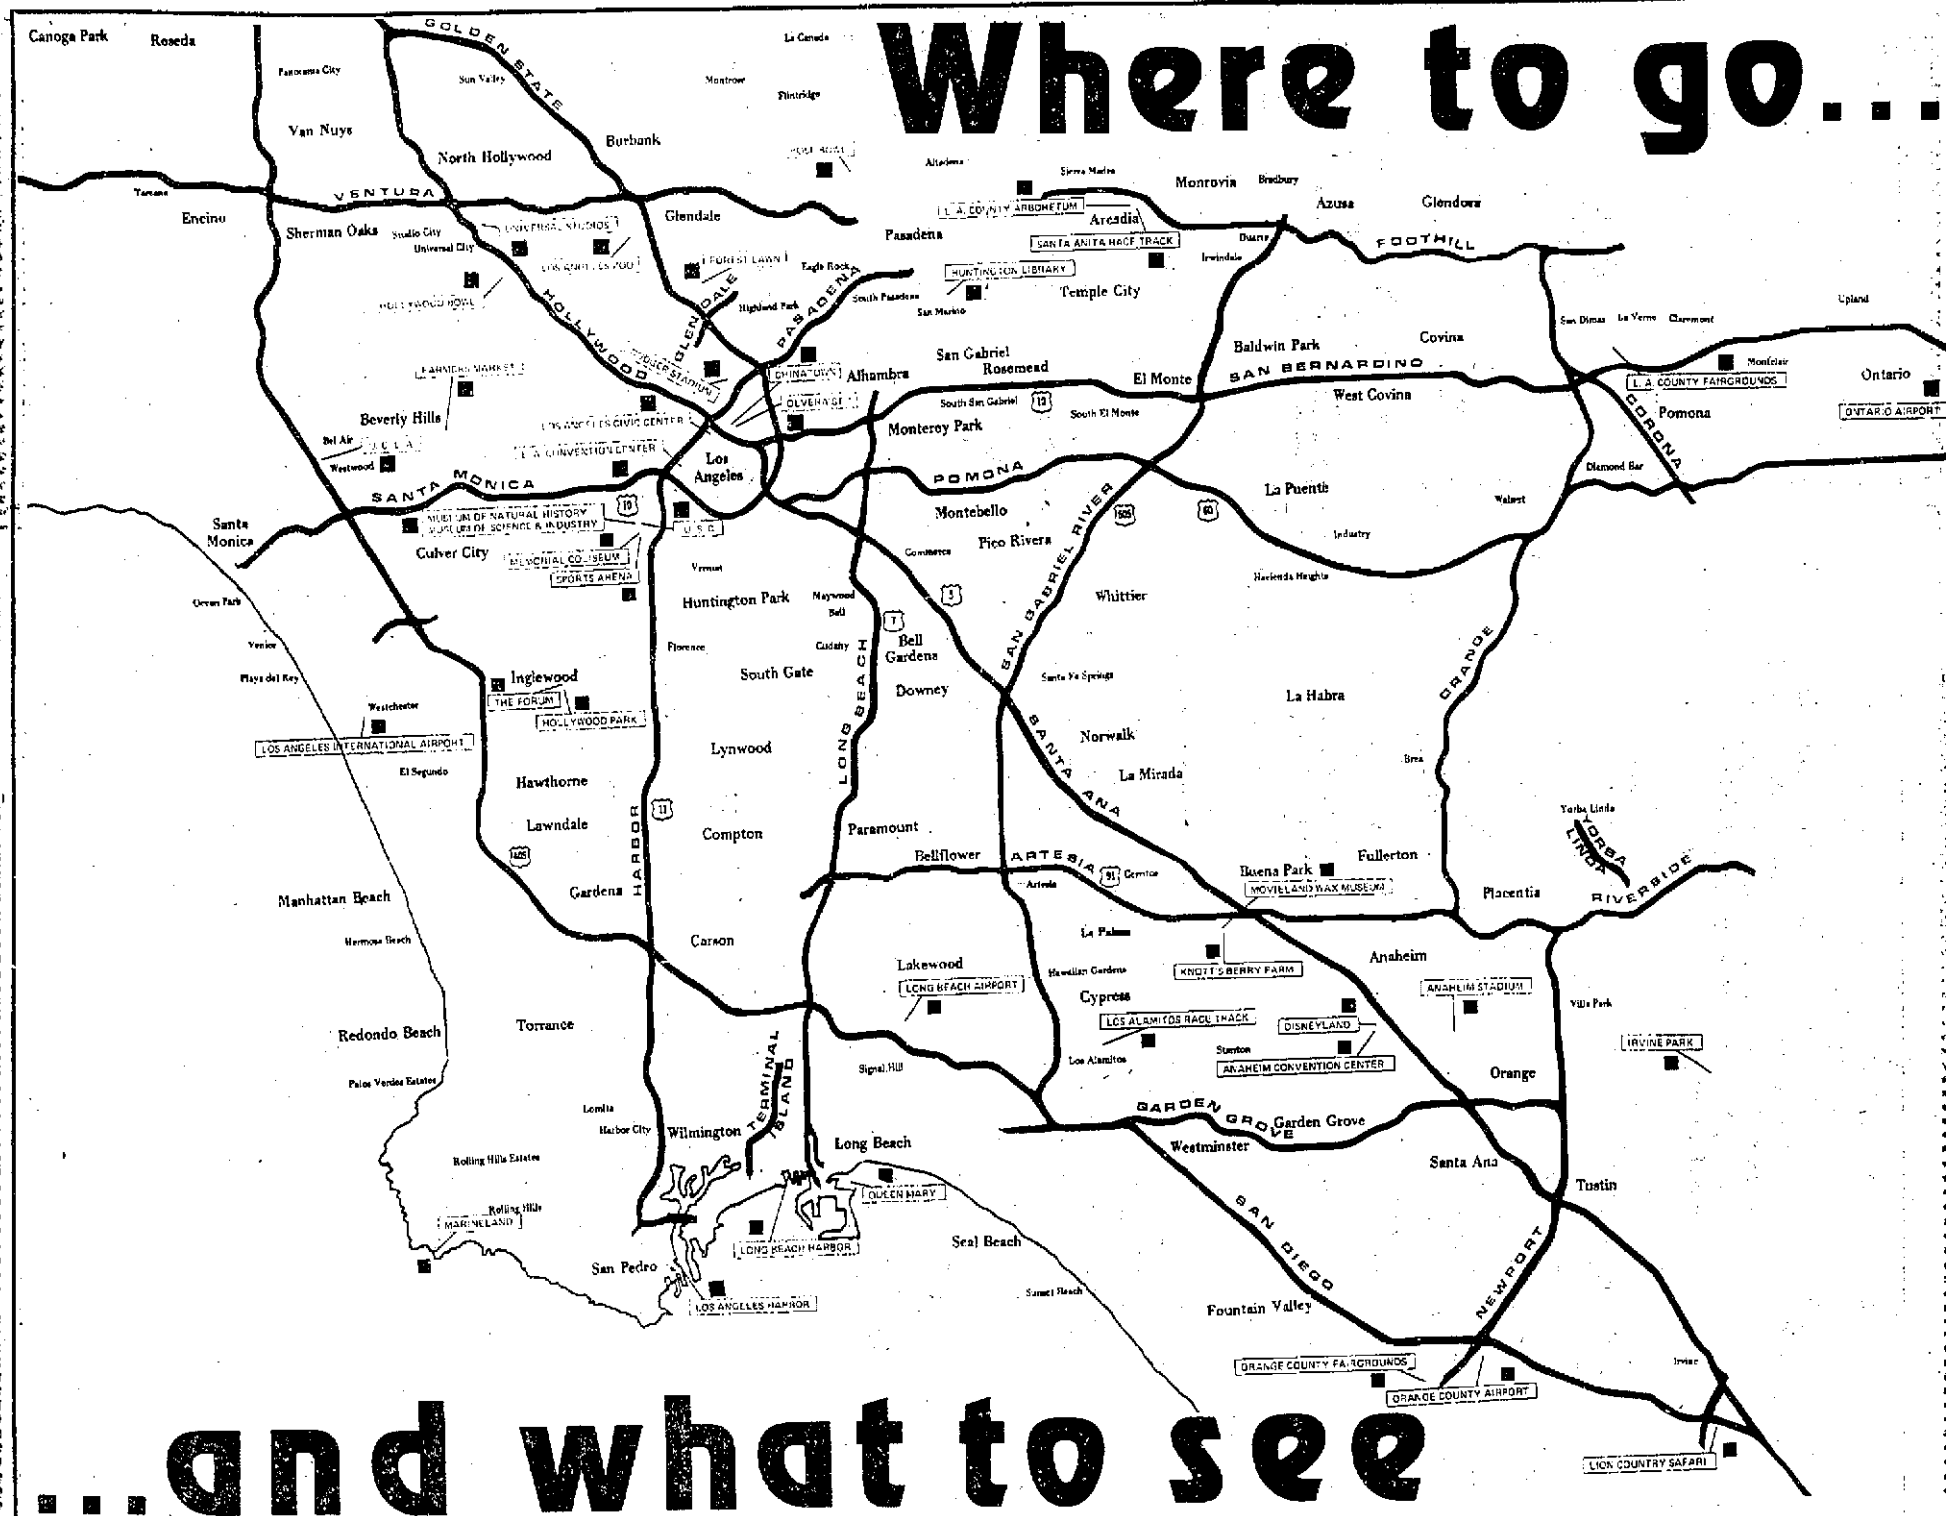 Where to go...
Canoga Park
Roseda
GOLDEN STATE
La Canada
Panorama City
Sun Valley
Montrose
Flintridge
Van Nuys
North Hollywood
Burbank
ROSE BOWL
Altadena
Sierra Madre
Monrovia
Bradbury
Azusa
Glendora
Tarzana
VENTURA
Encino
Sherman Oaks
Studio City
Universal City
UNIVERSAL STUDIOS
LOS ANGELES ZOO
Glendale
Pasadena
L. A. COUNTY ARBORETUM
Arcadia
SANTA ANITA RACE TRACK
Duarte
Irwindale
FOOTHILL
FOREST LAWN
Eagle Rock
HUNTINGTON LIBRARY
Temple City
HOLLYWOOD BOWL
HOLLYWOOD
GLENDALE
Highland Park
PASADENA
South Pasadena
San Marino
San Dimas
La Verne
Claremont
Upland
Baldwin Park
Covina
San Gabriel
Rosemead
DODGER STADIUM
CHINATOWN
Alhambra
El Monte
SAN BERNARDINO
Montclair
L. A. COUNTY FAIRGROUNDS
Ontario
ONTARIO AIRPORT
FARMERS MARKET
OLVERA ST.
South San Gabriel
12
South El Monte
West Covina
CORONA
Pomona
Beverly Hills
LOS ANGELES CIVIC CENTER
Monterey Park
Bel Air
U. C. L. A.
Westwood
L. A. CONVENTION CENTER
Los
Angeles
SANTA MONICA
10
POMONA
Diamond Bar
La Puente
Walnut
MUSEUM OF NATURAL HISTORY
MUSEUM OF SCIENCE & INDUSTRY
U. S. C.
Montebello
605
60
Santa
Monica
Culver City
MEMORIAL COLISEUM
SPORTS ARENA
Commerce
Pico Rivera
Industry
SAN GABRIEL RIVER
Hacienda Heights
Vernon
Ocean Park
Huntington Park
Maywood
Bell
5
Whittier
7
Venice
Florence
Cudahy
Bell
Gardens
ORANGE
Playa del Rey
Inglewood
THE FORUM
HOLLYWOOD PARK
South Gate
LONG BEACH
Downey
Santa Fe Springs
La Habra
Westchester
LOS ANGELES INTERNATIONAL AIRPORT
Lynwood
SANTA ANA
Norwalk
La Mirada
Brea
El Segundo
Hawthorne
HARBOR
11
Yorba Linda
YORBA
LINDA
Lawndale
Compton
Paramount
405
Bellflower
ARTESIA
91
Cerritos
Artesia
Buena Park
MOVIELAND WAX MUSEUM
Fullerton
Placentia
RIVERSIDE
Gardena
Manhattan Beach
Hermosa Beach
Carson
La Palma
KNOTT'S BERRY FARM
Anaheim
Lakewood
LONG BEACH AIRPORT
Hawaiian Gardens
Cypress
ANAHEIM STADIUM
Villa Park
LOS ALAMITOS RACE TRACK
DISNEYLAND
Redondo Beach
Torrance
Los Alamitos
Stanton
ANAHEIM CONVENTION CENTER
IRVINE PARK
Palos Verdes Estates
Signal Hill
TERMINAL
ISLAND
Orange
Lomita
Harbor City
Wilmington
Long Beach
GARDEN GROVE
Garden Grove
Westminster
Rolling Hills Estates
Santa Ana
Tustin
QUEEN MARY
Rolling Hills
MARINELAND
LONG BEACH HARBOR
Seal Beach
SAN DIEGO
NEWPORT
San Pedro
LOS ANGELES HARBOR
Sunset Beach
Fountain Valley
ORANGE COUNTY FAIRGROUNDS
ORANGE COUNTY AIRPORT
Irvine
LION COUNTRY SAFARI
...and what to see